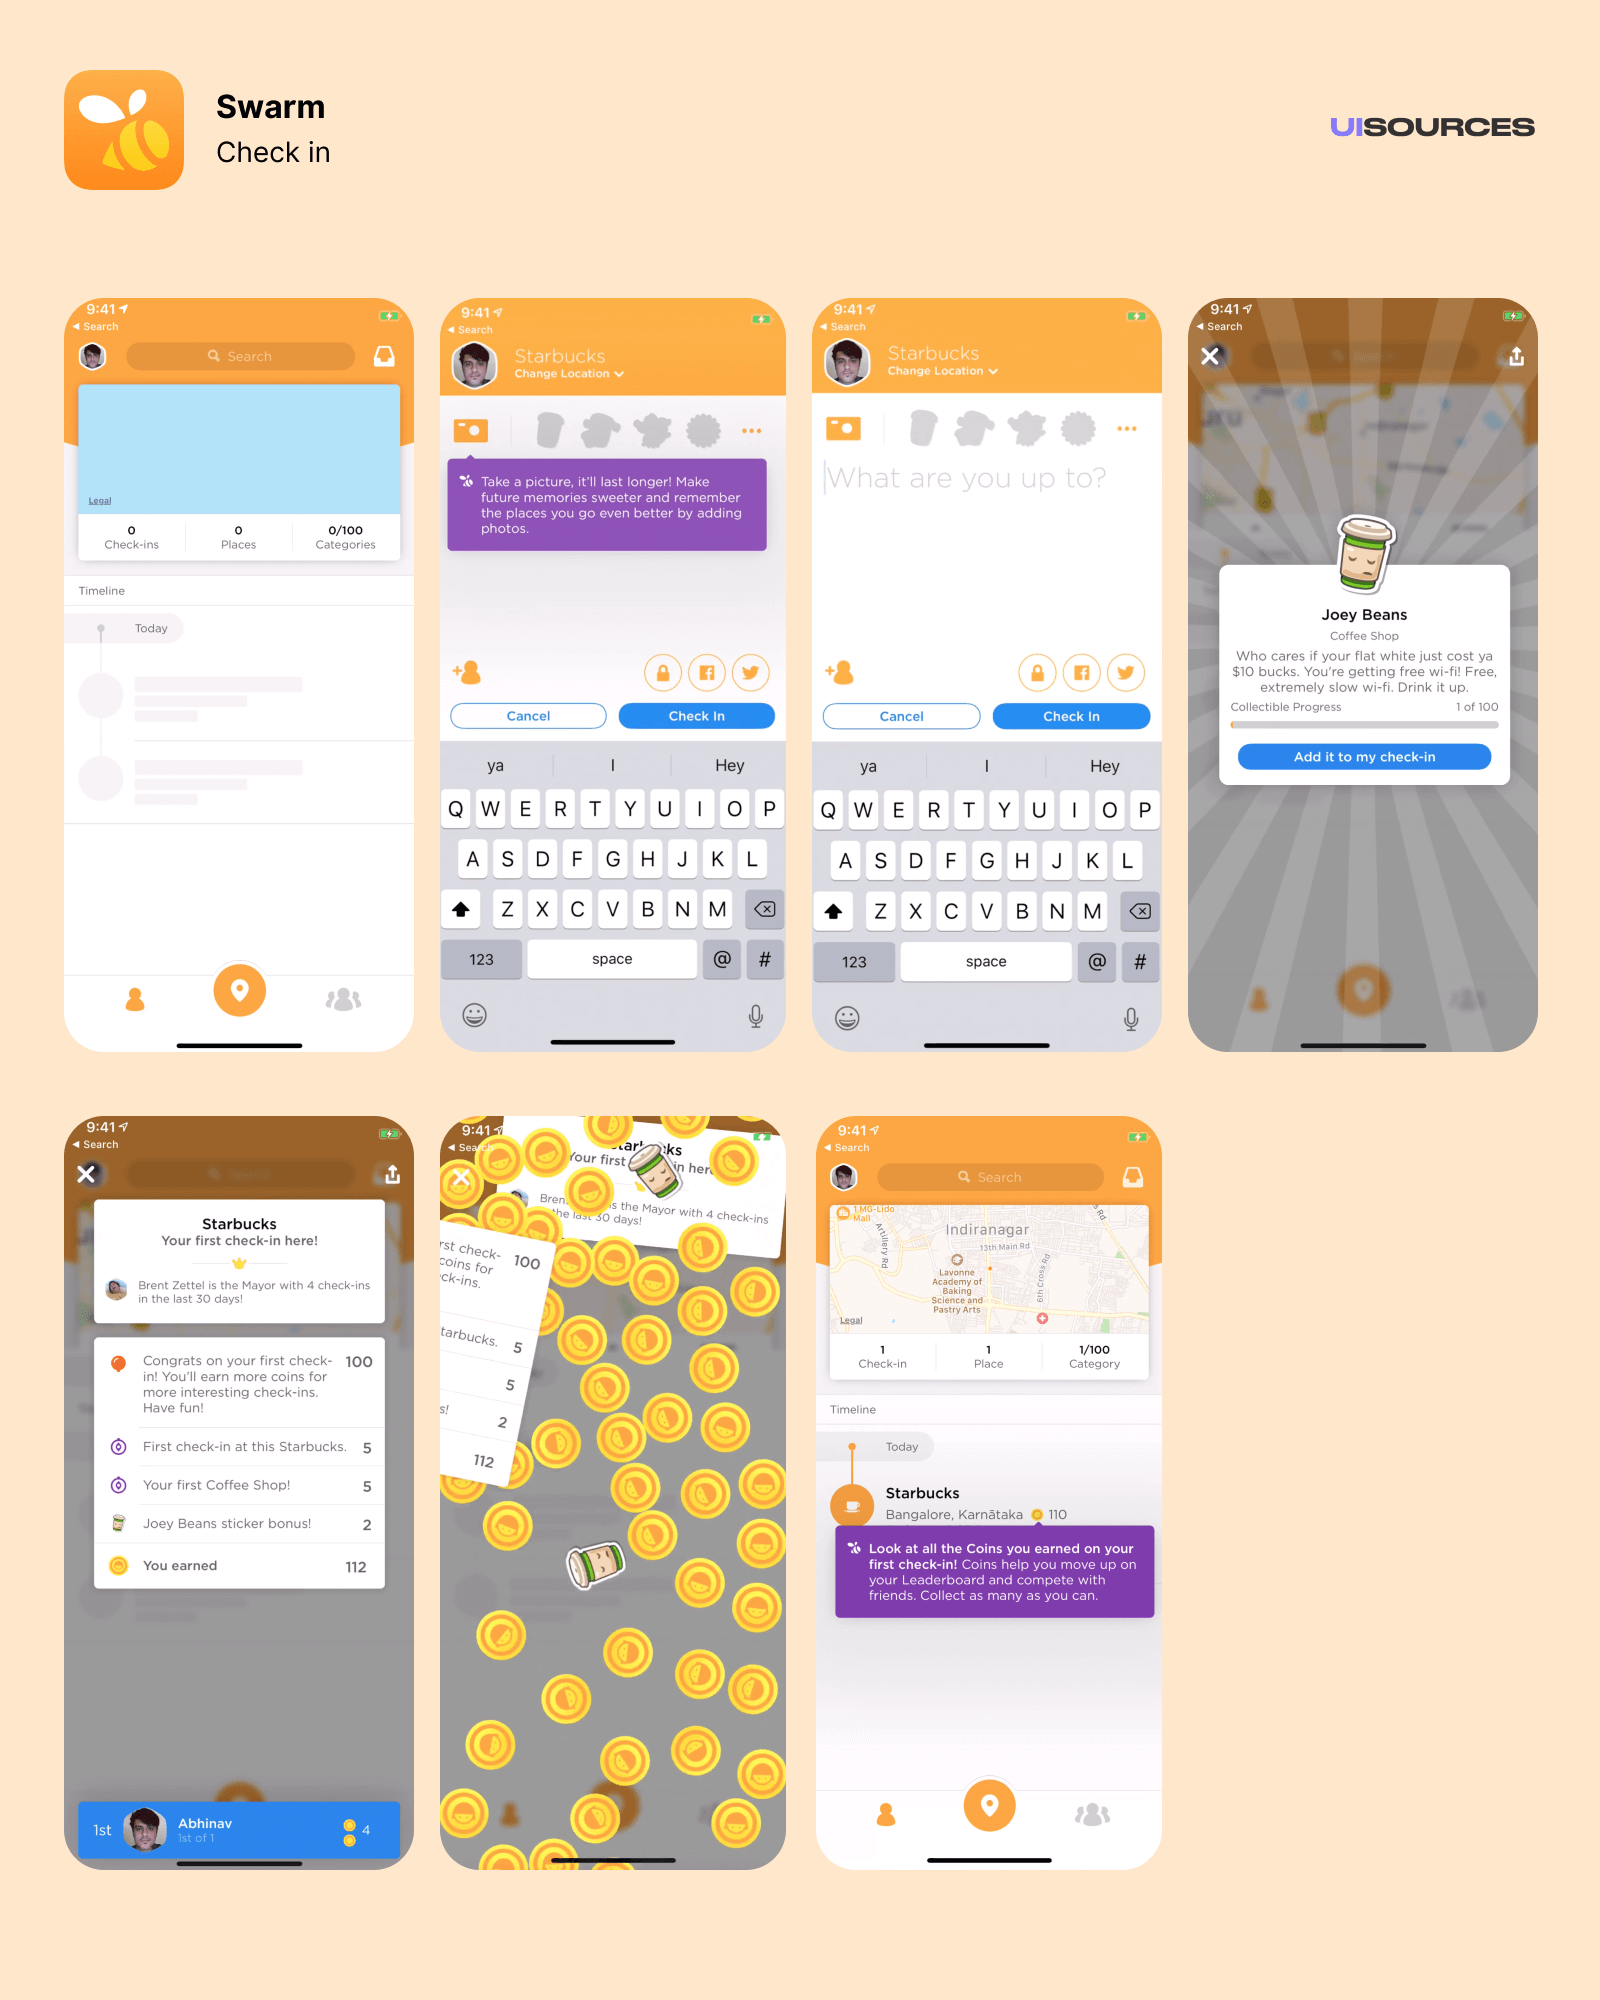 Swarm
Check in
UISOURCES
9:41
Search
Search
Legal
0
Check-ins
0
Places
0/100
Categories
Timeline
Today
9:41
Search
Starbucks
Change Location
Take a picture, it'll last longer! Make
future memories sweeter and remember
the places you go even better by adding
photos.
Cancel
Check In
ya
I
Hey
Q W E R T Y U I O P
A S D F G H J K L
Z X C V B N M
123
space
@
#
9:41
Search
Starbucks
Change Location
What are you up to?
Cancel
Check In
ya
I
Hey
Q W E R T Y U I O P
A S D F G H J K L
Z X C V B N M
123
space
@
#
9:41
Search
Joey Beans
Coffee Shop
Who cares if your flat white just cost ya
$10 bucks. You're getting free wi-fi! Free,
extremely slow wi-fi. Drink it up.
Collectible Progress
1 of 100
Add it to my check-in
9:41
Search
Starbucks
Your first check-in here!
Brent Zettel is the Mayor with 4 check-ins
in the last 30 days!
Congrats on your first check-
in! You'll earn more coins for
more interesting check-ins.
Have fun!
100
First check-in at this Starbucks.
5
Your first Coffee Shop!
5
Joey Beans sticker bonus!
2
You earned
112
1st
Abhinav
1st of 1
4
9:41
Your first
in her
is the Mayor with 4 check-ins
the last 30 days!
rst check-
coins for
ck-ins.
100
tarbucks.
5
5
s!
2
112
9:41
Search
Search
1 MG-Lido
Mall
Artillery Rd
Indiranagar
13th Main Rd
6th Cross Rd
Rd
Lavonne
Academy of
Baking
Science and
Pastry Arts
Legal
1
Check-in
1
Place
1/100
Category
Timeline
Today
Starbucks
Bangalore, Karnātaka
110
Look at all the Coins you earned on your
first check-in! Coins help you move up on
your Leaderboard and compete with
friends. Collect as many as you can.